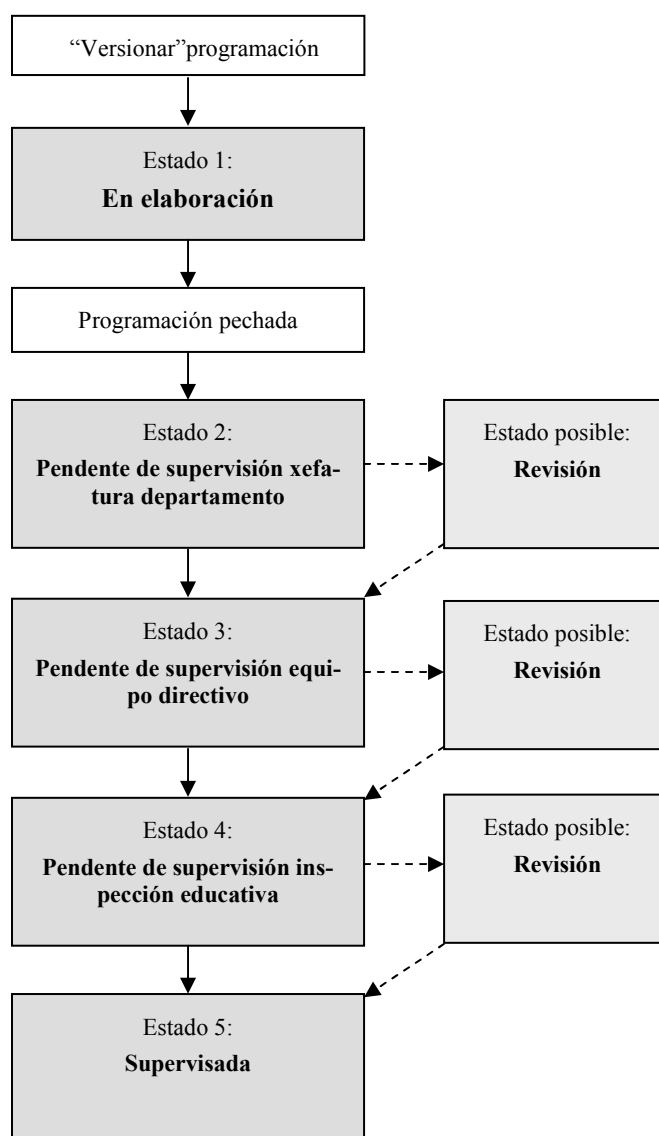 “Versionar”programación
Estado 1:
En elaboración
Programación pechada
Estado 2:
Pendente de supervisión xefa-
tura departamento
Estado posible:
Revisión
Estado 3:
Pendente de supervisión equi-
po directivo
Estado posible:
Revisión
Estado 4:
Pendente de supervisión ins-
pección educativa
Estado posible:
Revisión
Estado 5:
Supervisada